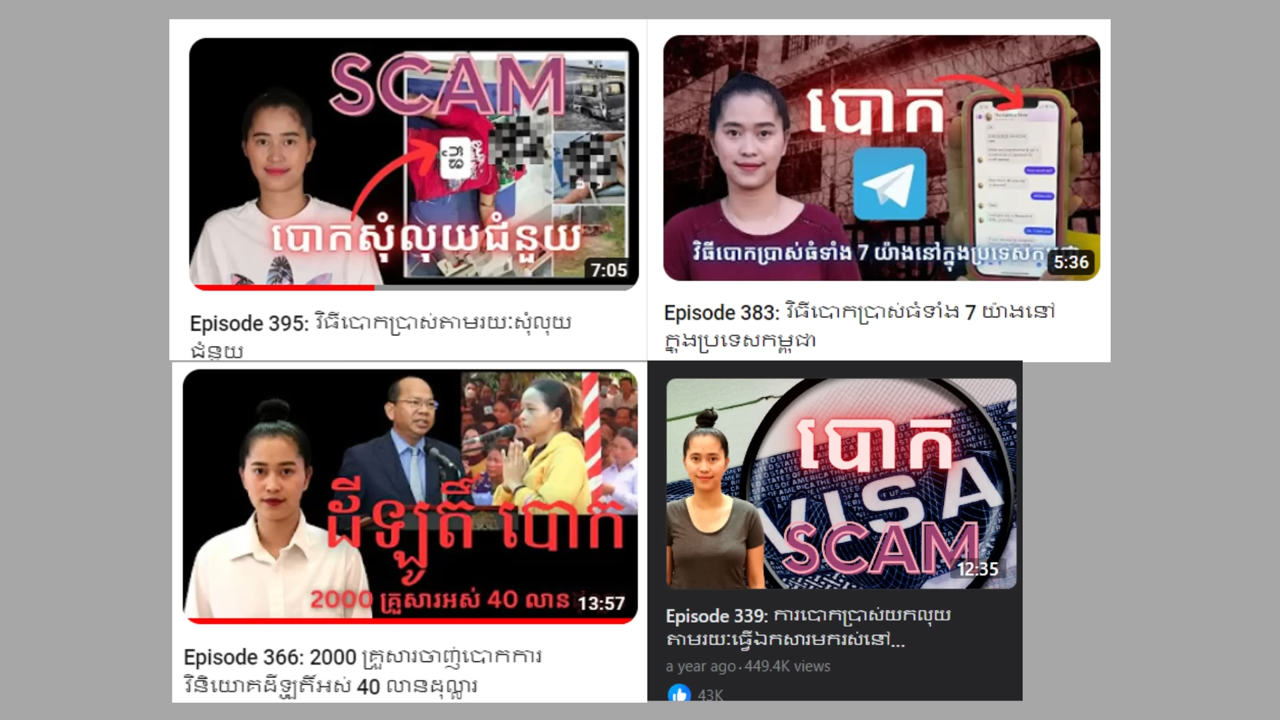 SCAM
បោកសុំលុយជំនួយ
7:05
Episode 395: វិធីបោកប្រាស់តាមរយៈសុំលុយ
ជំនួយ
បោក
វិធីបោកប្រាស់ធំទាំង 7 យ៉ាងនៅក្នុងប្រទេសក
5:36
Episode 383: វិធីបោកប្រាស់ធំទាំង 7 យ៉ាងនៅ
ក្នុងប្រទេសកម្ពុជា
ដីឡូតិ៍ បោក
2000 គ្រួសារអស់ 40 លាន
13:57
Episode 366: 2000 គ្រួសារចាញ់បោកការ
វិនិយោគដីឡូតិ៍អស់ 40 លានដុល្លារ
បោក
VISA
SCAM
12:35
Episode 339: ការបោកប្រាស់យកលុយ
តាមរយៈធ្វើឯកសារមករស់នៅ...
a year ago · 449.4K views
43K